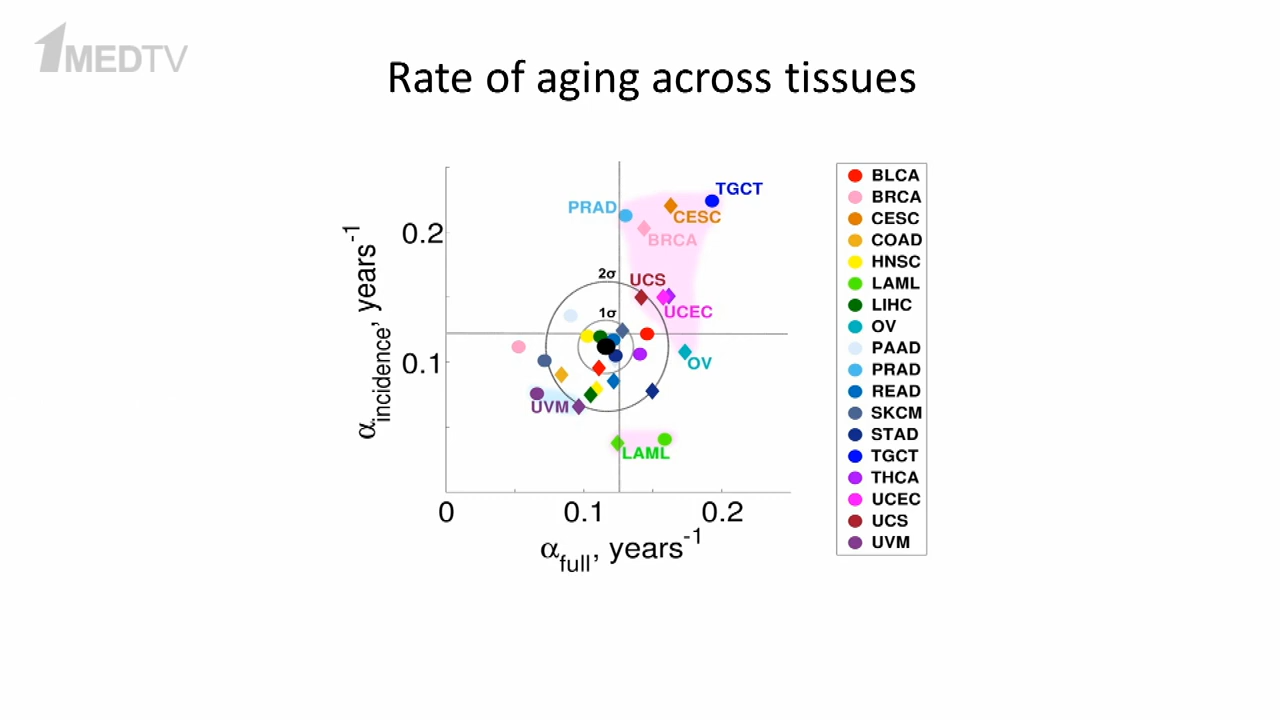 1MEDTV
Rate of aging across tissues
αincidence, years-1
0.2
0.1
0
0.1
0.2
αfull, years-1
TGCT
PRAD
CESC
BRCA
2σ
UCS
UCEC
1σ
OV
UVM
LAML
BLCA
BRCA
CESC
COAD
HNSC
LAML
LIHC
OV
PAAD
PRAD
READ
SKCM
STAD
TGCT
THCA
UCEC
UCS
UVM